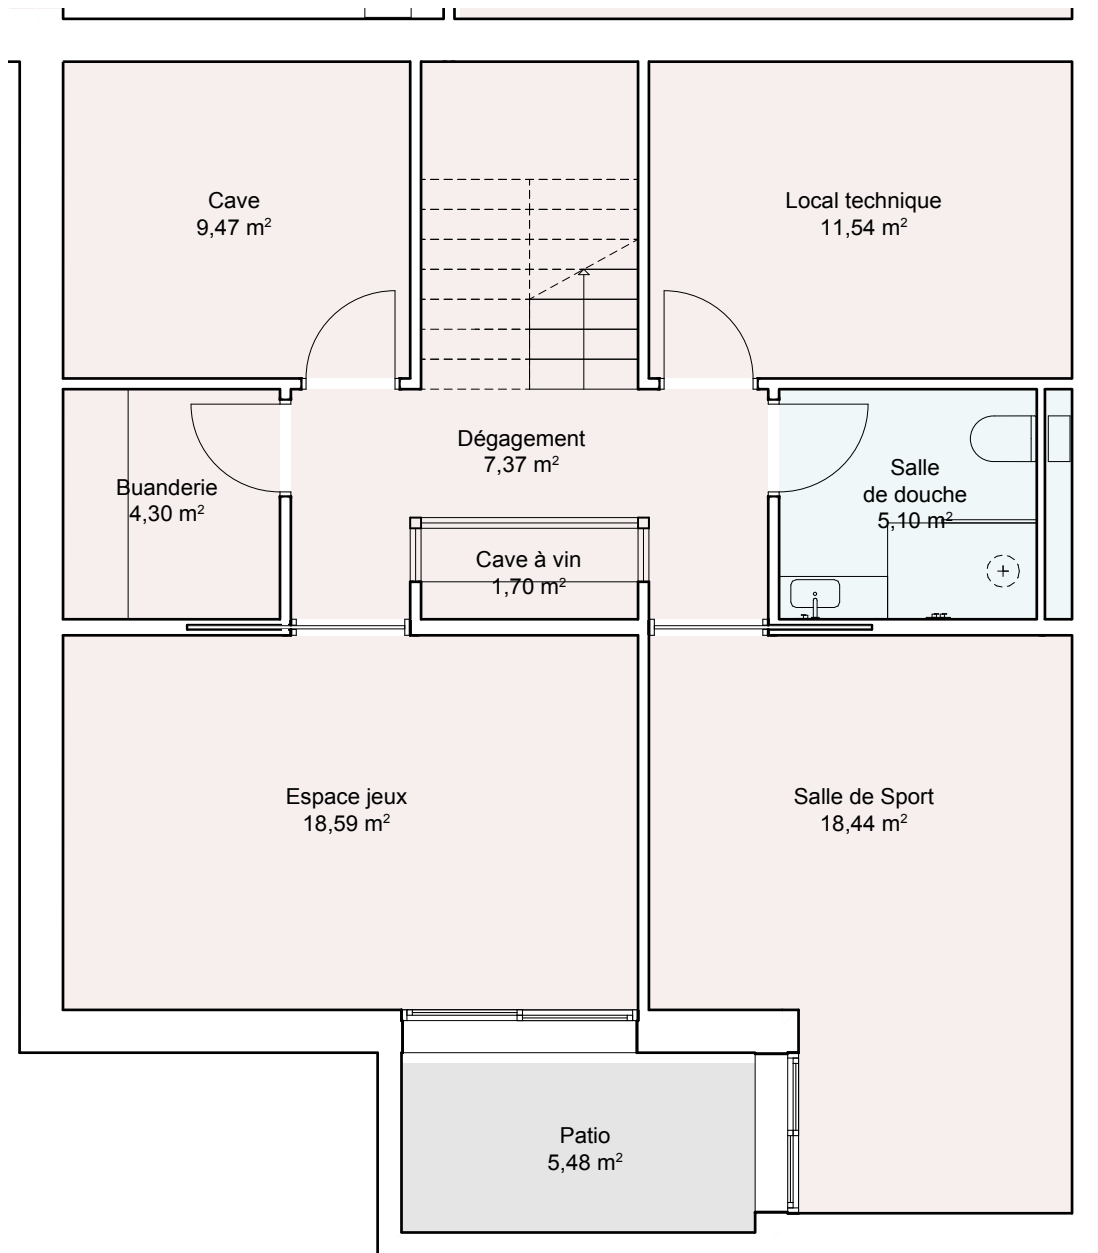 Cave
9,47 m²
Local technique
11,54 m²
Dégagement
7,37 m²
Buanderie
4,30 m²
Salle
de douche
5,10 m²
Cave à vin
1,70 m²
Espace jeux
18,59 m²
Salle de Sport
18,44 m²
Patio
5,48 m²